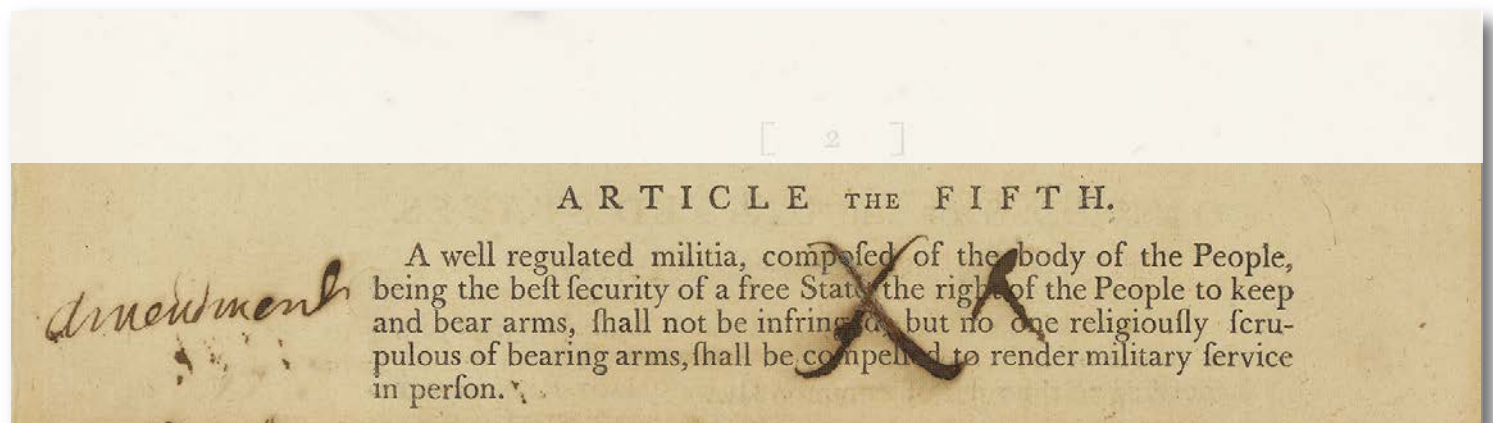 [ 2 ]
ARTICLE THE FIFTH.
A well regulated militia, compoſed of the body of the People,
amendment
being the beſt ſecurity of a free State, the right of the People to keep
and bear arms, ſhall not be infringed, but no one religiouſly ſcru-
pulous of bearing arms, ſhall be compelled to render military ſervice
in perſon.